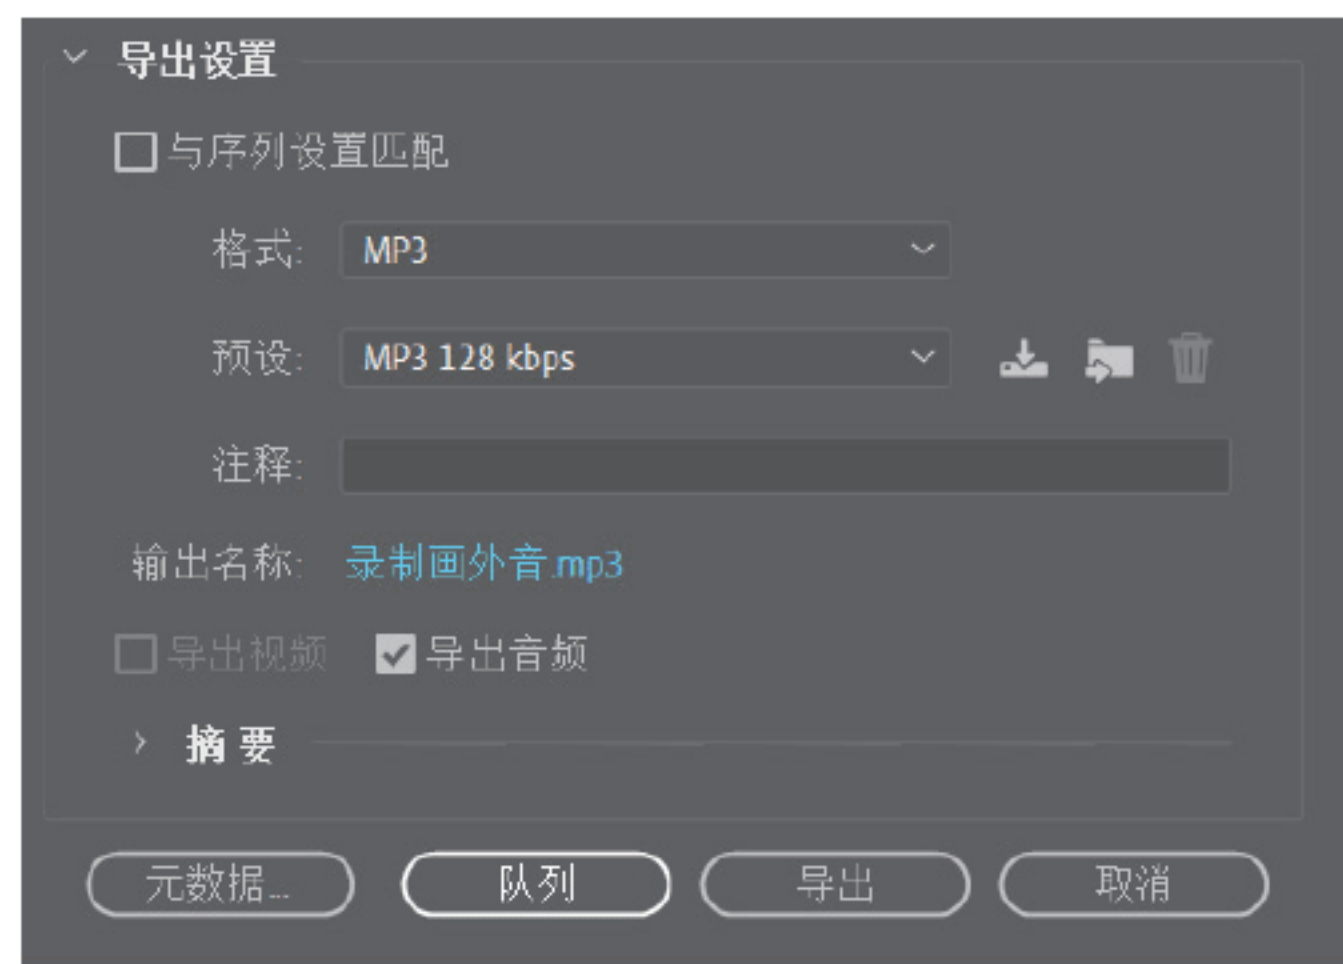 导出设置
与序列设置匹配
格式: MP3
预设: MP3 128 kbps
注释:
输出名称: 录制画外音.mp3
导出视频 导出音频
摘要
元数据... 队列 导出 取消